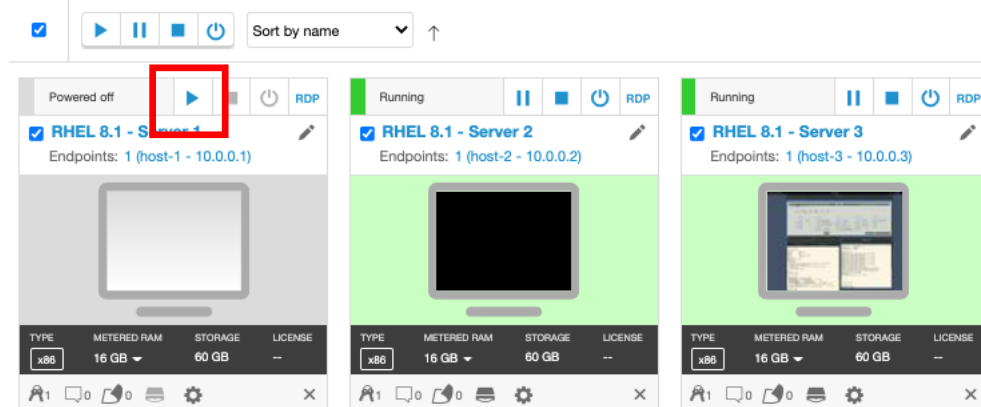 Sort by name
Powered off RDP
RHEL 8.1 - Server 1
Endpoints: 1 (host-1 - 10.0.0.1)
TYPE METERED RAM STORAGE LICENSE
x86 16 GB 60 GB --
1 0 0
Running RDP
RHEL 8.1 - Server 2
Endpoints: 1 (host-2 - 10.0.0.2)
TYPE METERED RAM STORAGE LICENSE
x86 16 GB 60 GB --
1 0 0
Running RDP
RHEL 8.1 - Server 3
Endpoints: 1 (host-3 - 10.0.0.3)
TYPE METERED RAM STORAGE LICENSE
x86 16 GB 60 GB --
1 0 0